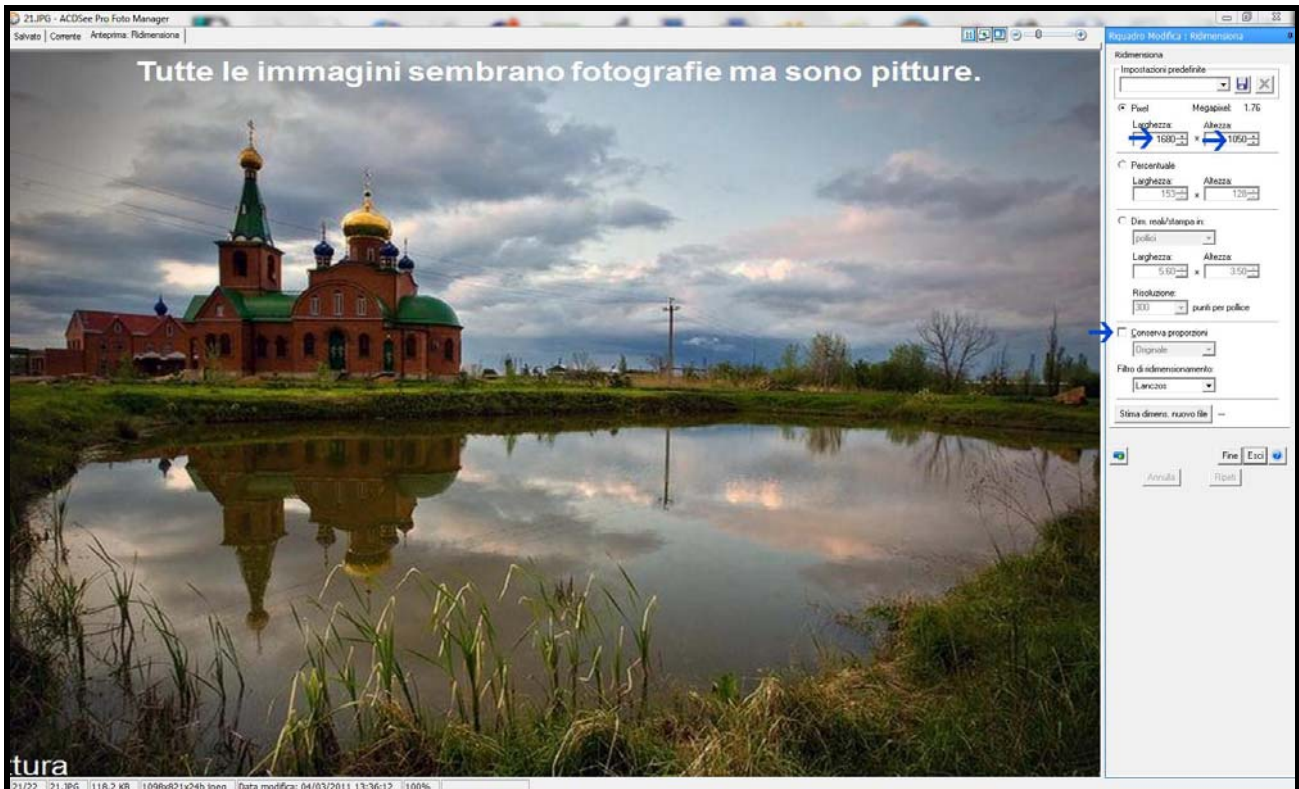 21.JPG - ACDSee Pro Foto Manager
Salvato | Corrente Anteprima: Ridimensiona
Riquadro Modifica : Ridimensiona
Tutte le immagini sembrano fotografie ma sono pitture.
Ridimensiona
Impostazioni predefinite
Pixel Megapixel: 1.76
Larghezza: Altezza:
1680 × 1050
Percentuale
Larghezza: Altezza:
153 × 128
Dim. reali/stampa in:
pollici
Larghezza: Altezza:
5.60 × 3.50
Risoluzione:
300 punti per pollice
Conserva proporzioni
Originale
Filtro di ridimensionamento:
Lanczos
Stima dimens. nuovo file --
Fine Esci
Annulla Ripeti
tura
21/22 21.JPG 118.2 KB 1098x821x24b jpeg Data modifica: 04/03/2011 13:36:12 100%